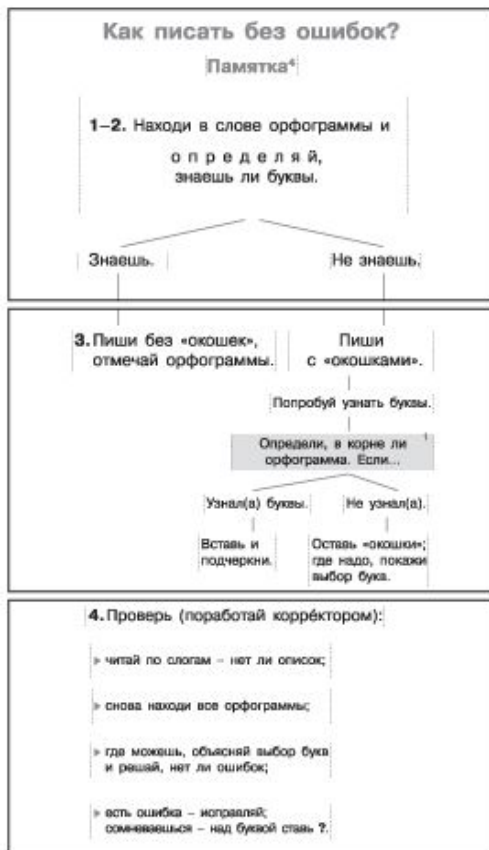 Как писать без ошибок?
Памятка⁴
1–2. Находи в слове орфограммы и
о п р е д е л я й,
знаешь ли буквы.
Знаешь.
Не знаешь.
3. Пиши без «окошек»,
отмечай орфограммы.
Пиши
с «окошками».
Попробуй узнать буквы.
Определи, в корне ли ¹
орфограмма. Если...
Узнал(а) буквы.
Не узнал(а).
Вставь и
подчеркни.
Оставь «окошки»;
где надо, покажи
выбор букв.
4. Проверь (поработай корре́ктором):
читай по слогам – нет ли описок;
снова находи все орфограммы;
где можешь, объясняй выбор букв
и решай, нет ли ошибок;
есть ошибка – исправляй;
сомневаешься – над буквой ставь ?.